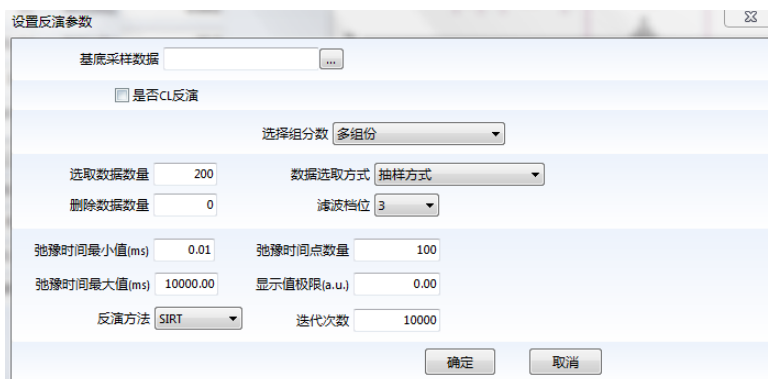 设置反演参数
基底采样数据 ...
是否CL反演
选择组分数 多组份
选取数据数量 200 数据选取方式 抽样方式
删除数据数量 0 滤波档位 3
弛豫时间最小值(ms) 0.01 弛豫时间点数量 100
弛豫时间最大值(ms) 10000.00 显示值极限(a.u.) 0.00
反演方法 SIRT 迭代次数 10000
确定 取消